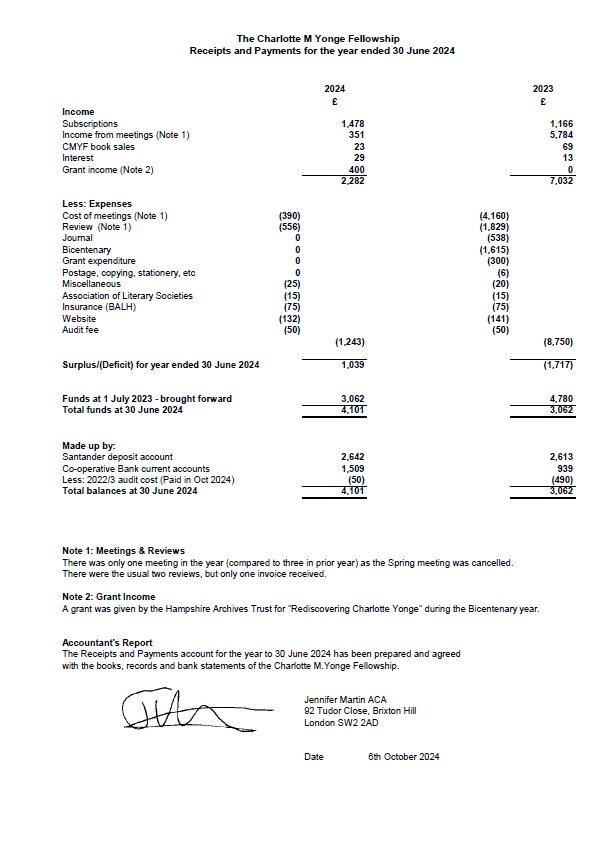 The Charlotte M Yonge Fellowship
Receipts and Payments for the year ended 30 June 2024
2024 2023
£ £
Income
Subscriptions 1,478 1,166
Income from meetings (Note 1) 351 5,784
CMYF book sales 23 69
Interest 29 13
Grant income (Note 2) 400 0
2,282 7,032
Less: Expenses
Cost of meetings (Note 1) (390) (4,160)
Review (Note 1) (556) (1,829)
Journal 0 (538)
Bicentenary 0 (1,615)
Grant expenditure 0 (300)
Postage, copying, stationery, etc 0 (6)
Miscellaneous (25) (20)
Association of Literary Societies (15) (15)
Insurance (BALH) (75) (75)
Website (132) (141)
Audit fee (50) (50)
(1,243) (8,750)
Surplus/(Deficit) for year ended 30 June 2024 1,039 (1,717)
Funds at 1 July 2023 - brought forward 3,062 4,780
Total funds at 30 June 2024 4,101 3,062
Made up by:
Santander deposit account 2,642 2,613
Co-operative Bank current accounts 1,509 939
Less: 2022/3 audit cost (Paid in Oct 2024) (50) (490)
Total balances at 30 June 2024 4,101 3,062
Note 1: Meetings & Reviews
There was only one meeting in the year (compared to three in prior year) as the Spring meeting was cancelled.
There were the usual two reviews, but only one invoice received.
Note 2: Grant Income
A grant was given by the Hampshire Archives Trust for "Rediscovering Charlotte Yonge" during the Bicentenary year.
Accountant's Report
The Receipts and Payments account for the year to 30 June 2024 has been prepared and agreed
with the books, records and bank statements of the Charlotte M.Yonge Fellowship.
Jennifer Martin ACA
92 Tudor Close, Brixton Hill
London SW2 2AD
Date 6th October 2024